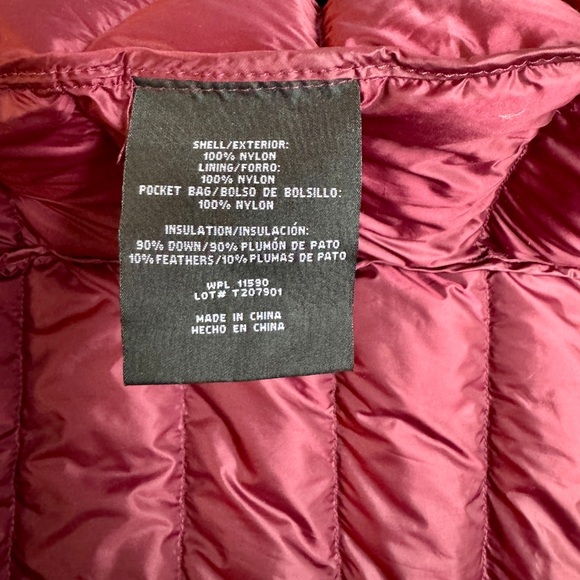 SHELL/EXTERIOR:
100% NYLON
LINING/FORRO:
100% NYLON
POCKET BAG/BOLSO DE BOLSILLO:
100% NYLON
INSULATION/INSULACIÓN:
90% DOWN/90% PLUMÓN DE PATO
10% FEATHERS/10% PLUMAS DE PATO
WPL 11590
LOT# T207901
MADE IN CHINA
HECHO EN CHINA